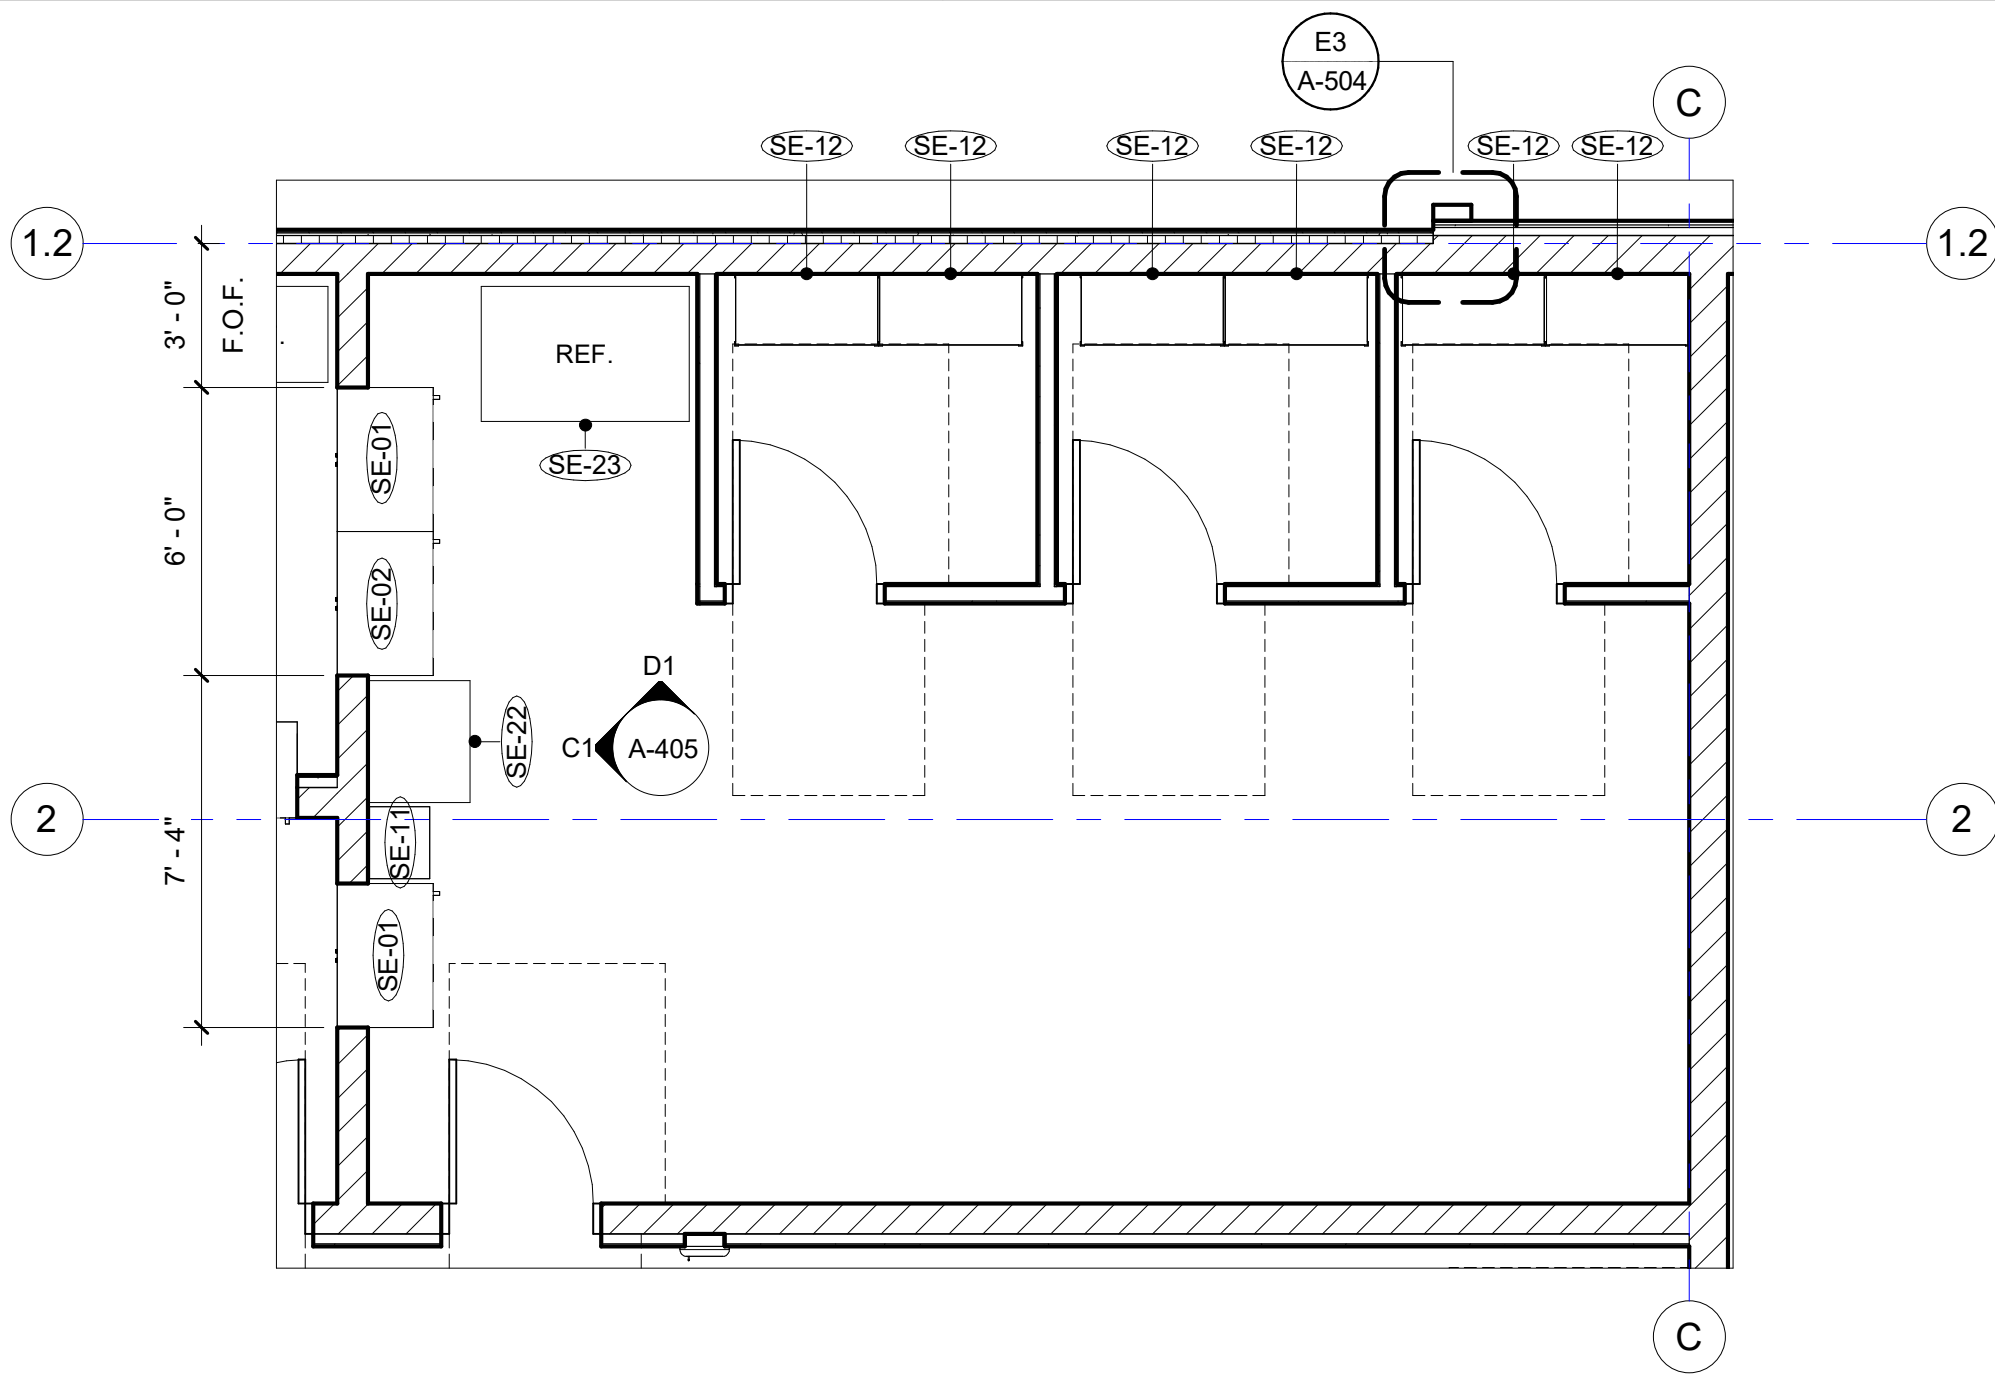 E3
A-504
C
SE-12
SE-12
SE-12
SE-12
SE-12
SE-12
1.2
1.2
3' - 0"
F.O.F.
REF.
SE-01
SE-23
6' - 0"
SE-02
D1
C1
A-405
SE-22
2
2
7' - 4"
SE-11
SE-01
C